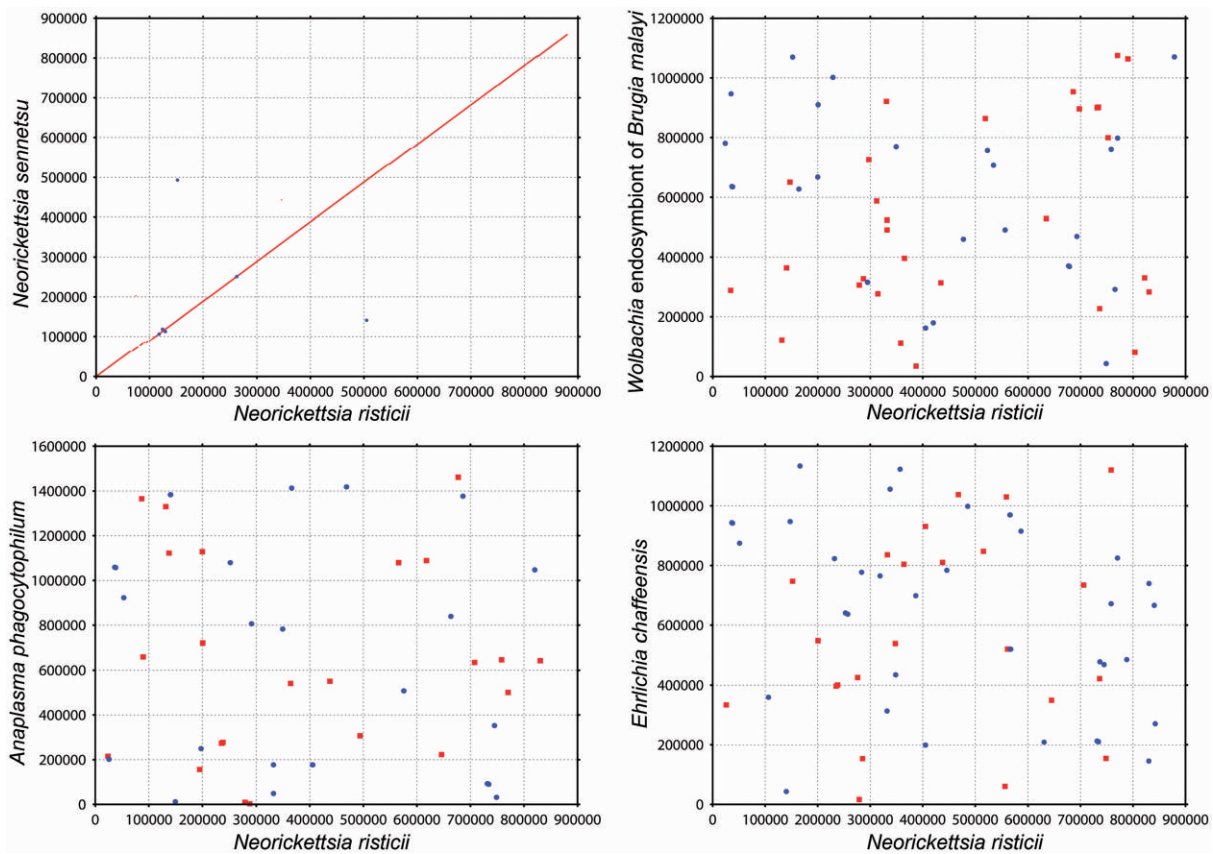 900000
800000
700000
600000
500000
400000
300000
200000
100000
0
Neorickettsia sennetsu
0 100000 200000 300000 400000 500000 600000 700000 800000 900000
Neorickettsia risticii
1200000
1000000
800000
600000
400000
200000
0
Wolbachia endosymbiont of Brugia malayi
0 100000 200000 300000 400000 500000 600000 700000 800000 900000
Neorickettsia risticii
1600000
1400000
1200000
1000000
800000
600000
400000
200000
0
Anaplasma phagocytophilum
0 100000 200000 300000 400000 500000 600000 700000 800000 900000
Neorickettsia risticii
1200000
1000000
800000
600000
400000
200000
0
Ehrlichia chaffeensis
0 100000 200000 300000 400000 500000 600000 700000 800000 900000
Neorickettsia risticii